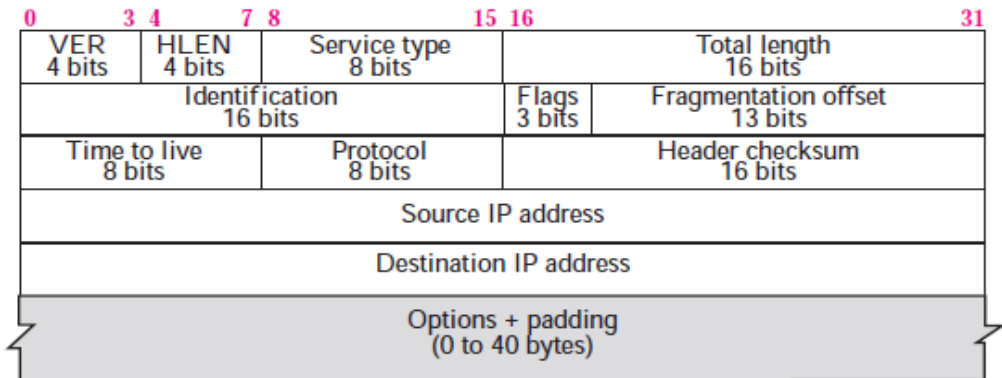 0 3 4 7 8 15 16 31
VER HLEN Service type Total length
4 bits 4 bits 8 bits 16 bits
Identification Flags Fragmentation offset
16 bits 3 bits 13 bits
Time to live Protocol Header checksum
8 bits 8 bits 16 bits
Source IP address
Destination IP address
Options + padding
(0 to 40 bytes)